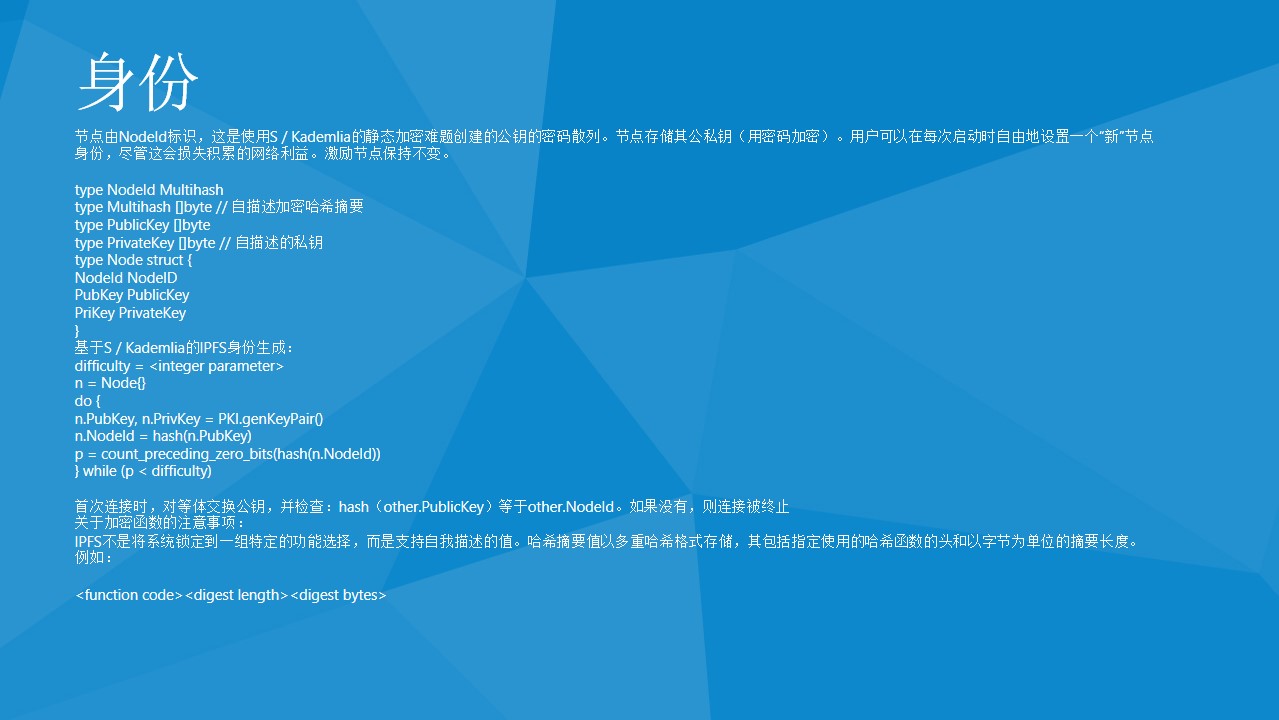 身份
节点由NodeId标识，这是使用S / Kademlia的静态加密难题创建的公钥的密码散列。节点存储其公私钥（用密码加密）。用户可以在每次启动时自由地设置一个“新”节点
身份，尽管这会损失积累的网络利益。激励节点保持不变。
type NodeId Multihash
type Multihash []byte // 自描述加密哈希摘要
type PublicKey []byte
type PrivateKey []byte // 自描述的私钥
type Node struct {
NodeId NodeID
PubKey PublicKey
PriKey PrivateKey
}
基于S / Kademlia的IPFS身份生成：
difficulty = <integer parameter>
n = Node{}
do {
n.PubKey, n.PrivKey = PKI.genKeyPair()
n.NodeId = hash(n.PubKey)
p = count_preceding_zero_bits(hash(n.NodeId))
} while (p < difficulty)
首次连接时，对等体交换公钥，并检查：hash（other.PublicKey）等于other.NodeId。如果没有，则连接被终止
关于加密函数的注意事项：
IPFS不是将系统锁定到一组特定的功能选择，而是支持自我描述的值。哈希摘要值以多重哈希格式存储，其包括指定使用的哈希函数的头和以字节为单位的摘要长度。
例如：
<function code><digest length><digest bytes>